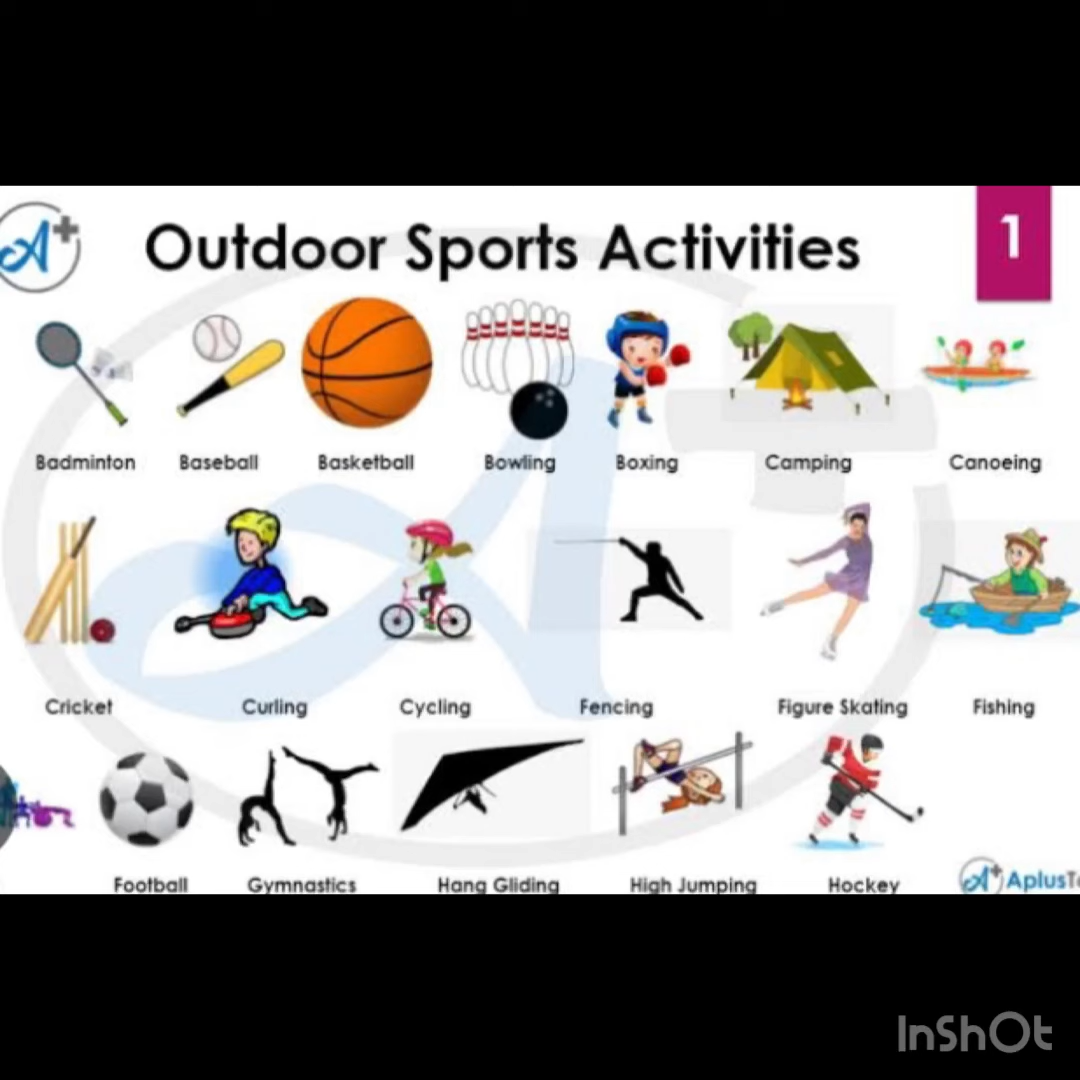 A+
Outdoor Sports Activities
1
Badminton
Baseball
Basketball
Bowling
Boxing
Camping
Canoeing
Cricket
Curling
Cycling
Fencing
Figure Skating
Fishing
Football
Gymnastics
Hang Gliding
High Jumping
Hockey
A+ AplusT
InShOt